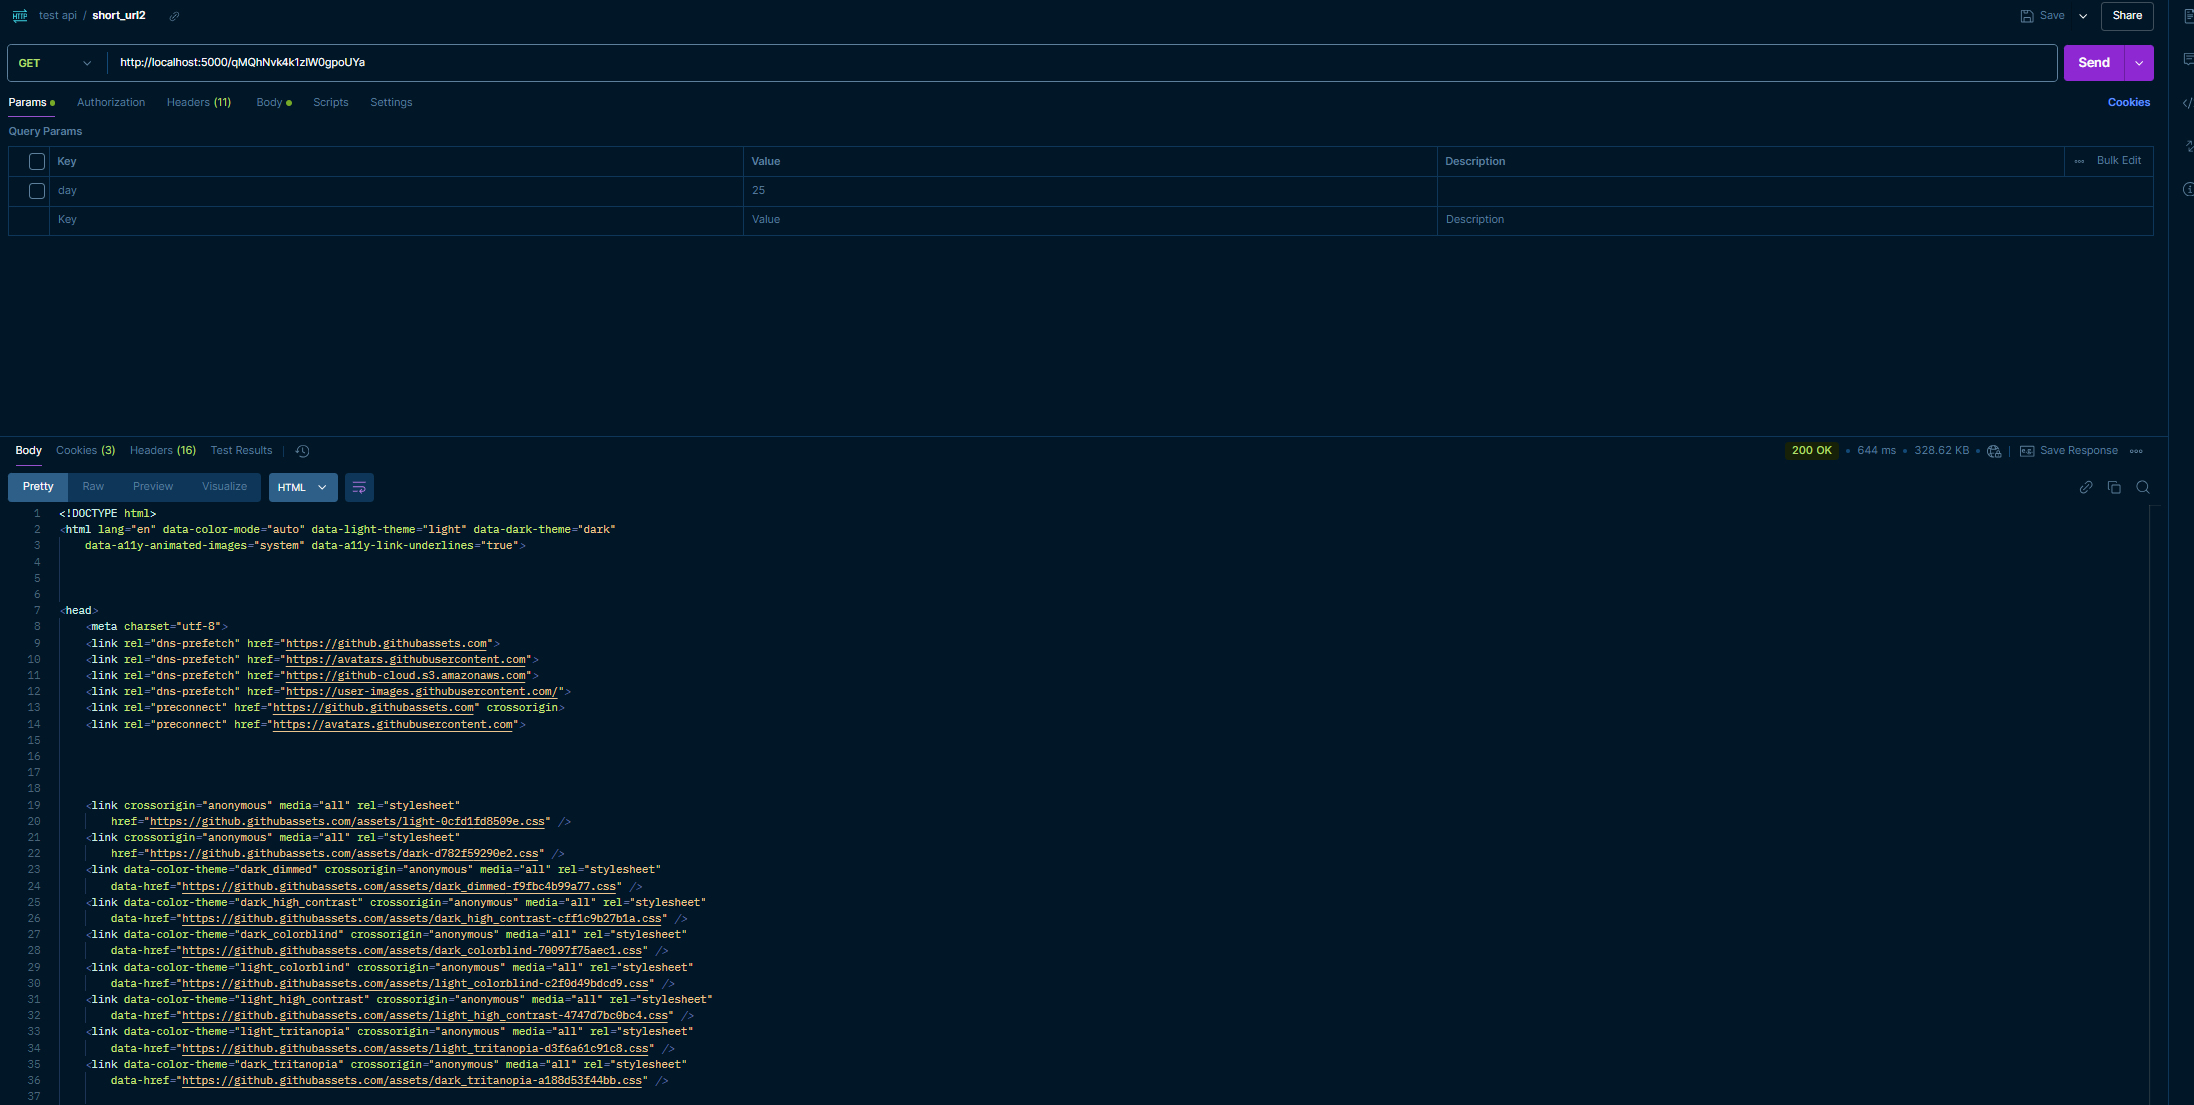 HTTP test api / short_url2 Save Share
GET http://localhost:5000/qMQhNvk4k1zlW0gpoUYa Send
Params Authorization Headers (11) Body Scripts Settings Cookies
Query Params
Key Value Description Bulk Edit
day 25
Key Value Description
Body Cookies (3) Headers (16) Test Results 200 OK 644 ms 328.62 KB Save Response
Pretty Raw Preview Visualize HTML
1 <!DOCTYPE html>
2 <html lang="en" data-color-mode="auto" data-light-theme="light" data-dark-theme="dark"
3 data-a11y-animated-images="system" data-a11y-link-underlines="true">
4
5
6
7 <head>
8 <meta charset="utf-8">
9 <link rel="dns-prefetch" href="https://github.githubassets.com">
10 <link rel="dns-prefetch" href="https://avatars.githubusercontent.com">
11 <link rel="dns-prefetch" href="https://github-cloud.s3.amazonaws.com">
12 <link rel="dns-prefetch" href="https://user-images.githubusercontent.com/">
13 <link rel="preconnect" href="https://github.githubassets.com" crossorigin>
14 <link rel="preconnect" href="https://avatars.githubusercontent.com">
15
16
17
18
19 <link crossorigin="anonymous" media="all" rel="stylesheet"
20 href="https://github.githubassets.com/assets/light-0cfd1fd8509e.css" />
21 <link crossorigin="anonymous" media="all" rel="stylesheet"
22 href="https://github.githubassets.com/assets/dark-d782f59290e2.css" />
23 <link data-color-theme="dark_dimmed" crossorigin="anonymous" media="all" rel="stylesheet"
24 data-href="https://github.githubassets.com/assets/dark_dimmed-f9fbc4b99a77.css" />
25 <link data-color-theme="dark_high_contrast" crossorigin="anonymous" media="all" rel="stylesheet"
26 data-href="https://github.githubassets.com/assets/dark_high_contrast-cff1c9b27b1a.css" />
27 <link data-color-theme="dark_colorblind" crossorigin="anonymous" media="all" rel="stylesheet"
28 data-href="https://github.githubassets.com/assets/dark_colorblind-70097f75aec1.css" />
29 <link data-color-theme="light_colorblind" crossorigin="anonymous" media="all" rel="stylesheet"
30 data-href="https://github.githubassets.com/assets/light_colorblind-c2f0d49bdcd9.css" />
31 <link data-color-theme="light_high_contrast" crossorigin="anonymous" media="all" rel="stylesheet"
32 data-href="https://github.githubassets.com/assets/light_high_contrast-4747d7bc0bc4.css" />
33 <link data-color-theme="light_tritanopia" crossorigin="anonymous" media="all" rel="stylesheet"
34 data-href="https://github.githubassets.com/assets/light_tritanopia-d3f6a61c91c8.css" />
35 <link data-color-theme="dark_tritanopia" crossorigin="anonymous" media="all" rel="stylesheet"
36 data-href="https://github.githubassets.com/assets/dark_tritanopia-a188d53f44bb.css" />
37